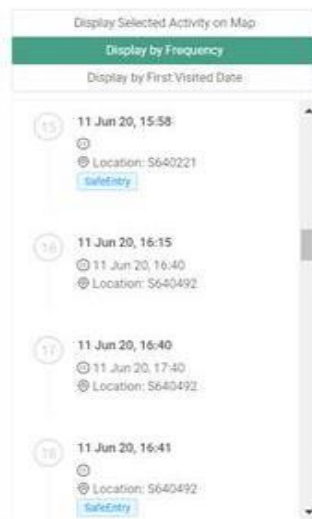 Display Selected Activity on Map
Display by Frequency
Display by First Visited Date
15
11 Jun 20, 15:58
Location: S640221
SafeEntry
16
11 Jun 20, 16:15
11 Jun 20, 16:40
Location: S640492
17
11 Jun 20, 16:40
11 Jun 20, 17:40
Location: S640492
18
11 Jun 20, 16:41
Location: S640492
SafeEntry